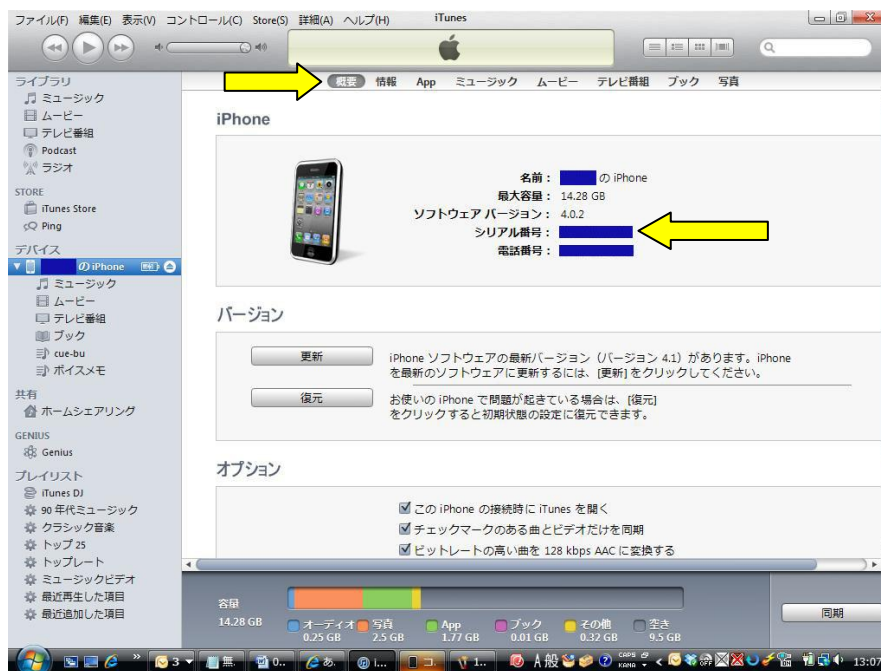 ファイル(F) 編集(E) 表示(V) コントロール(C) Store(S) 詳細(A) ヘルプ(H) iTunes
概要 情報 App ミュージック ムービー テレビ番組 ブック 写真
ライブラリ
ミュージック
ムービー
テレビ番組
Podcast
ラジオ
STORE
iTunes Store
Ping
デバイス
の iPhone
ミュージック
ムービー
テレビ番組
ブック
cue-bu
ボイスメモ
共有
ホームシェアリング
GENIUS
Genius
プレイリスト
iTunes DJ
90 年代ミュージック
クラシック音楽
トップ 25
トップレート
ミュージックビデオ
最近再生した項目
最近追加した項目
iPhone
名前： の iPhone
最大容量： 14.28 GB
ソフトウェア バージョン： 4.0.2
シリアル番号：
電話番号：
バージョン
更新
iPhone ソフトウェアの最新バージョン（バージョン 4.1）があります。iPhone
を最新のソフトウェアに更新するには、[更新] をクリックしてください。
復元
お使いの iPhone で問題が起きている場合は、[復元]
をクリックすると初期状態の設定に復元できます。
オプション
この iPhone の接続時に iTunes を開く
チェックマークのある曲とビデオだけを同期
ビットレートの高い曲を 128 kbps AAC に変換する
容量
14.28 GB
オーディオ 写真 App ブック その他 空き
0.25 GB 2.5 GB 1.77 GB 0.01 GB 0.32 GB 9.5 GB
同期
3 無. 0.. あ. i... コ. 1.. A 般 CAPS KANA 13:07